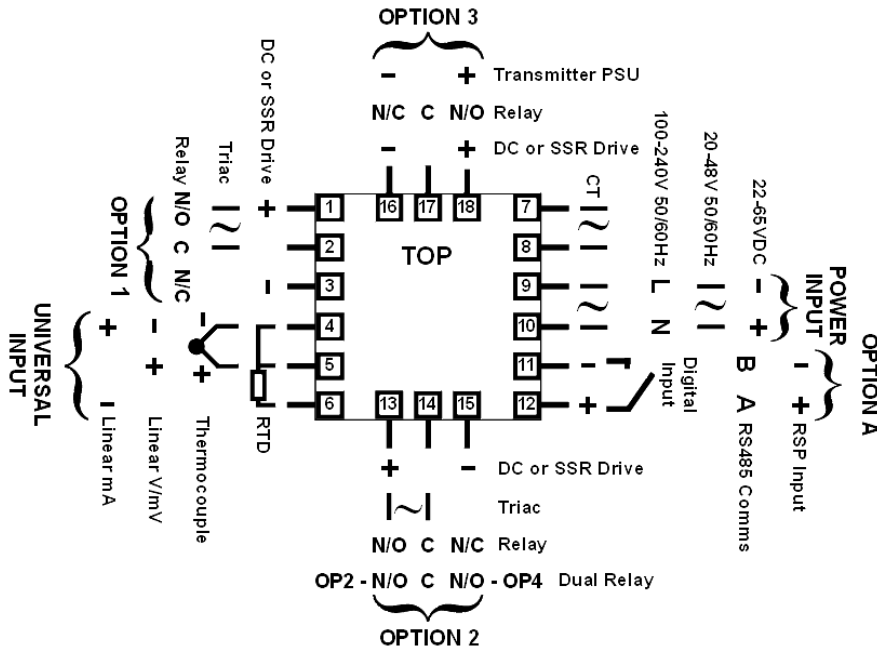 OPTION 3
- + Transmitter PSU
N/C C N/O Relay
- + DC or SSR Drive
16 17 18
TOP
1
2
3
4
5
6
7
8
9
10
11
12
13 14 15
DC or SSR Drive
+
-
Triac
~
Relay N/O C N/C
OPTION 1
UNIVERSAL INPUT
+ - Linear mA
- + Linear V/mV
- + Thermocouple
RTD
CT
~
100-240V 50/60Hz
~
L N
20-48V 50/60Hz
~
22-65VDC
- +
POWER INPUT
- +
Digital Input
B A RS485 Comms
- + RSP Input
OPTION A
+ - DC or SSR Drive
~ Triac
N/O C N/C Relay
OP2 - N/O C N/O - OP4 Dual Relay
OPTION 2